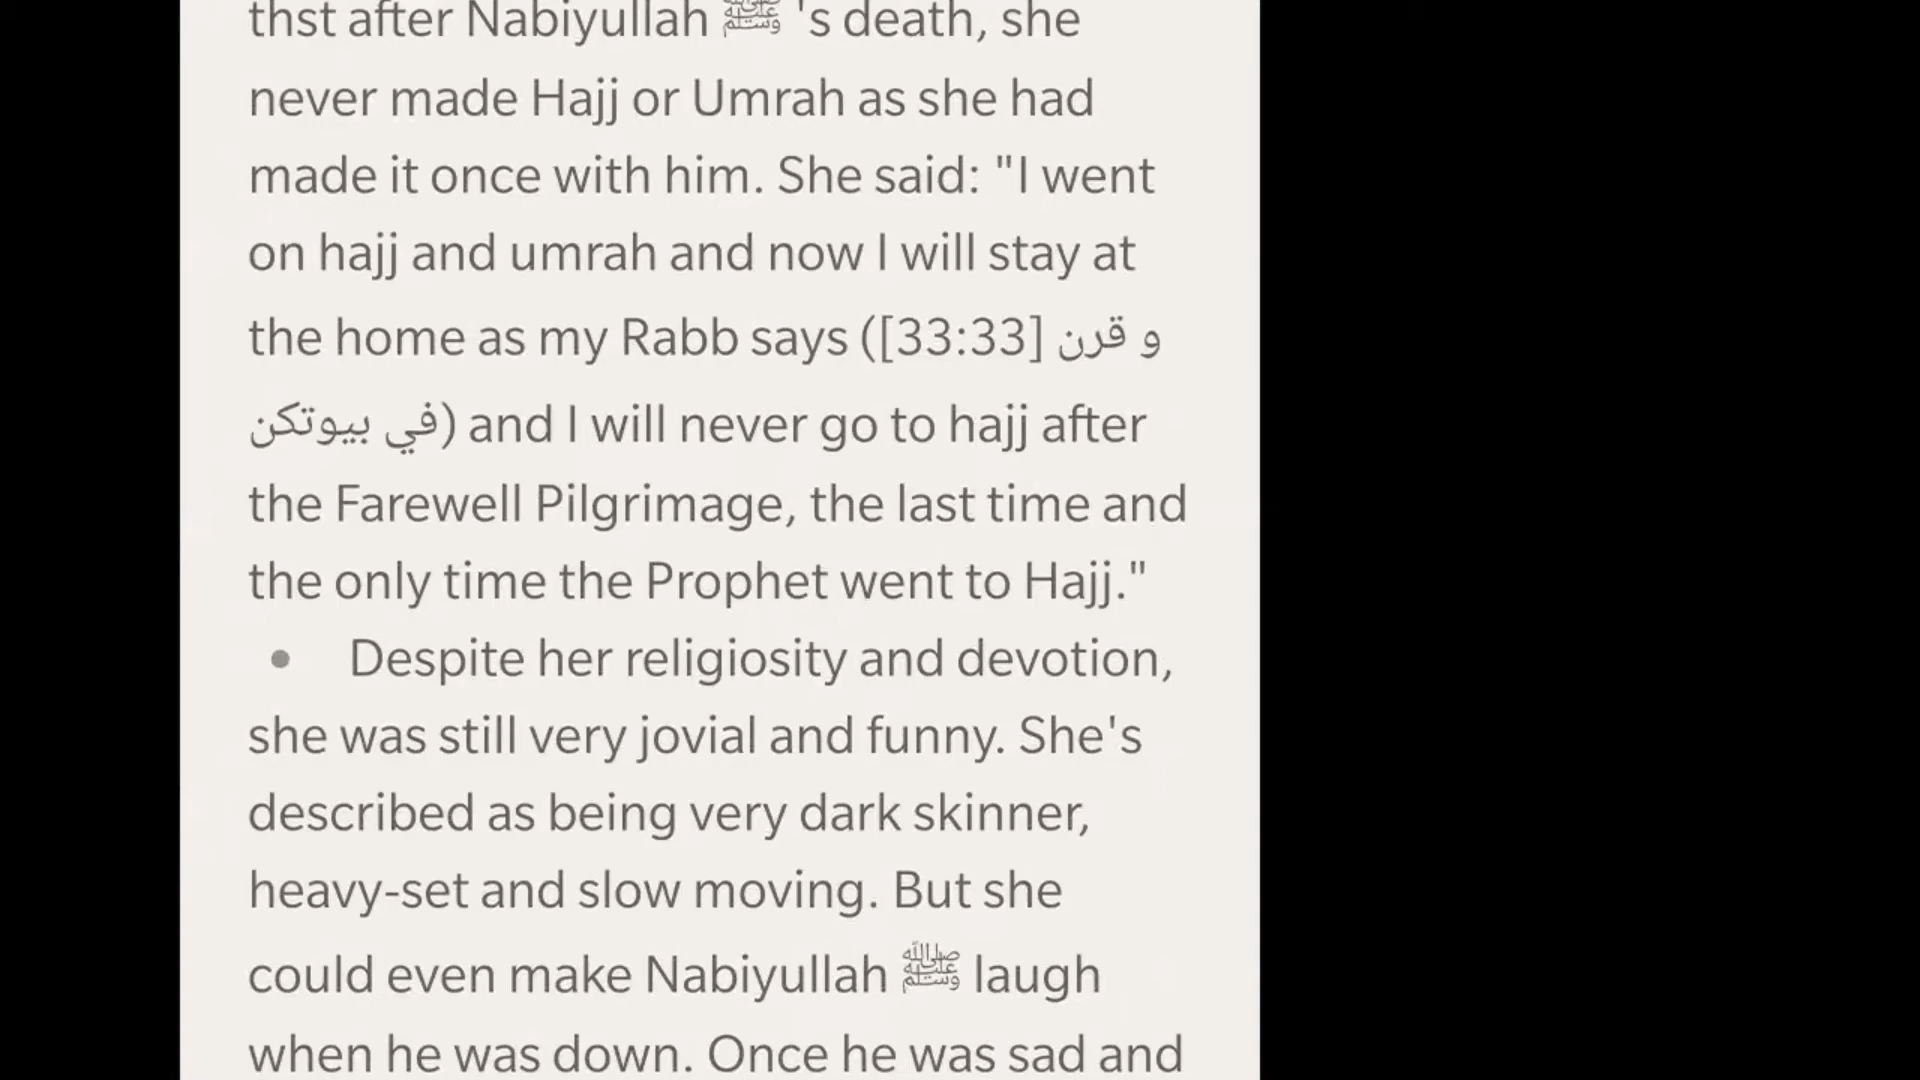 thst after Nabiyullah ﷺ 's death, she
never made Hajj or Umrah as she had
made it once with him. She said: "I went
on hajj and umrah and now I will stay at
the home as my Rabb says ([33:33] و قرن
في بيوتكن) and I will never go to hajj after
the Farewell Pilgrimage, the last time and
the only time the Prophet went to Hajj."
• Despite her religiosity and devotion,
she was still very jovial and funny. She's
described as being very dark skinner,
heavy-set and slow moving. But she
could even make Nabiyullah ﷺ laugh
when he was down. Once he was sad and